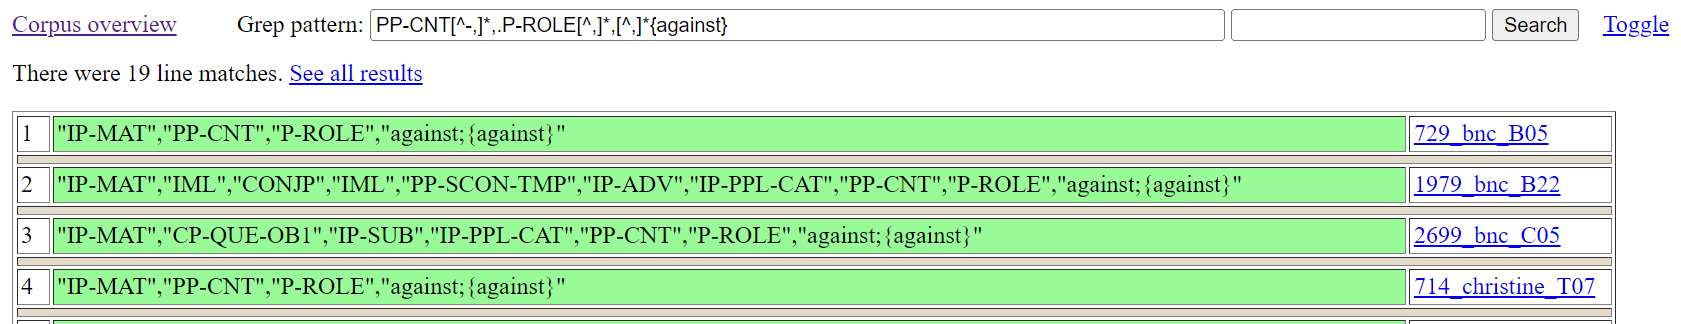 Corpus overview Grep pattern: PP-CNT[^-,]*,.P-ROLE[^,]*,[^,]*{against} Search Toggle
There were 19 line matches. See all results
1 "IP-MAT","PP-CNT","P-ROLE","against;{against}" 729_bnc_B05
2 "IP-MAT","IML","CONJP","IML","PP-SCON-TMP","IP-ADV","IP-PPL-CAT","PP-CNT","P-ROLE","against;{against}" 1979_bnc_B22
3 "IP-MAT","CP-QUE-OB1","IP-SUB","IP-PPL-CAT","PP-CNT","P-ROLE","against;{against}" 2699_bnc_C05
4 "IP-MAT","PP-CNT","P-ROLE","against;{against}" 714_christine_T07